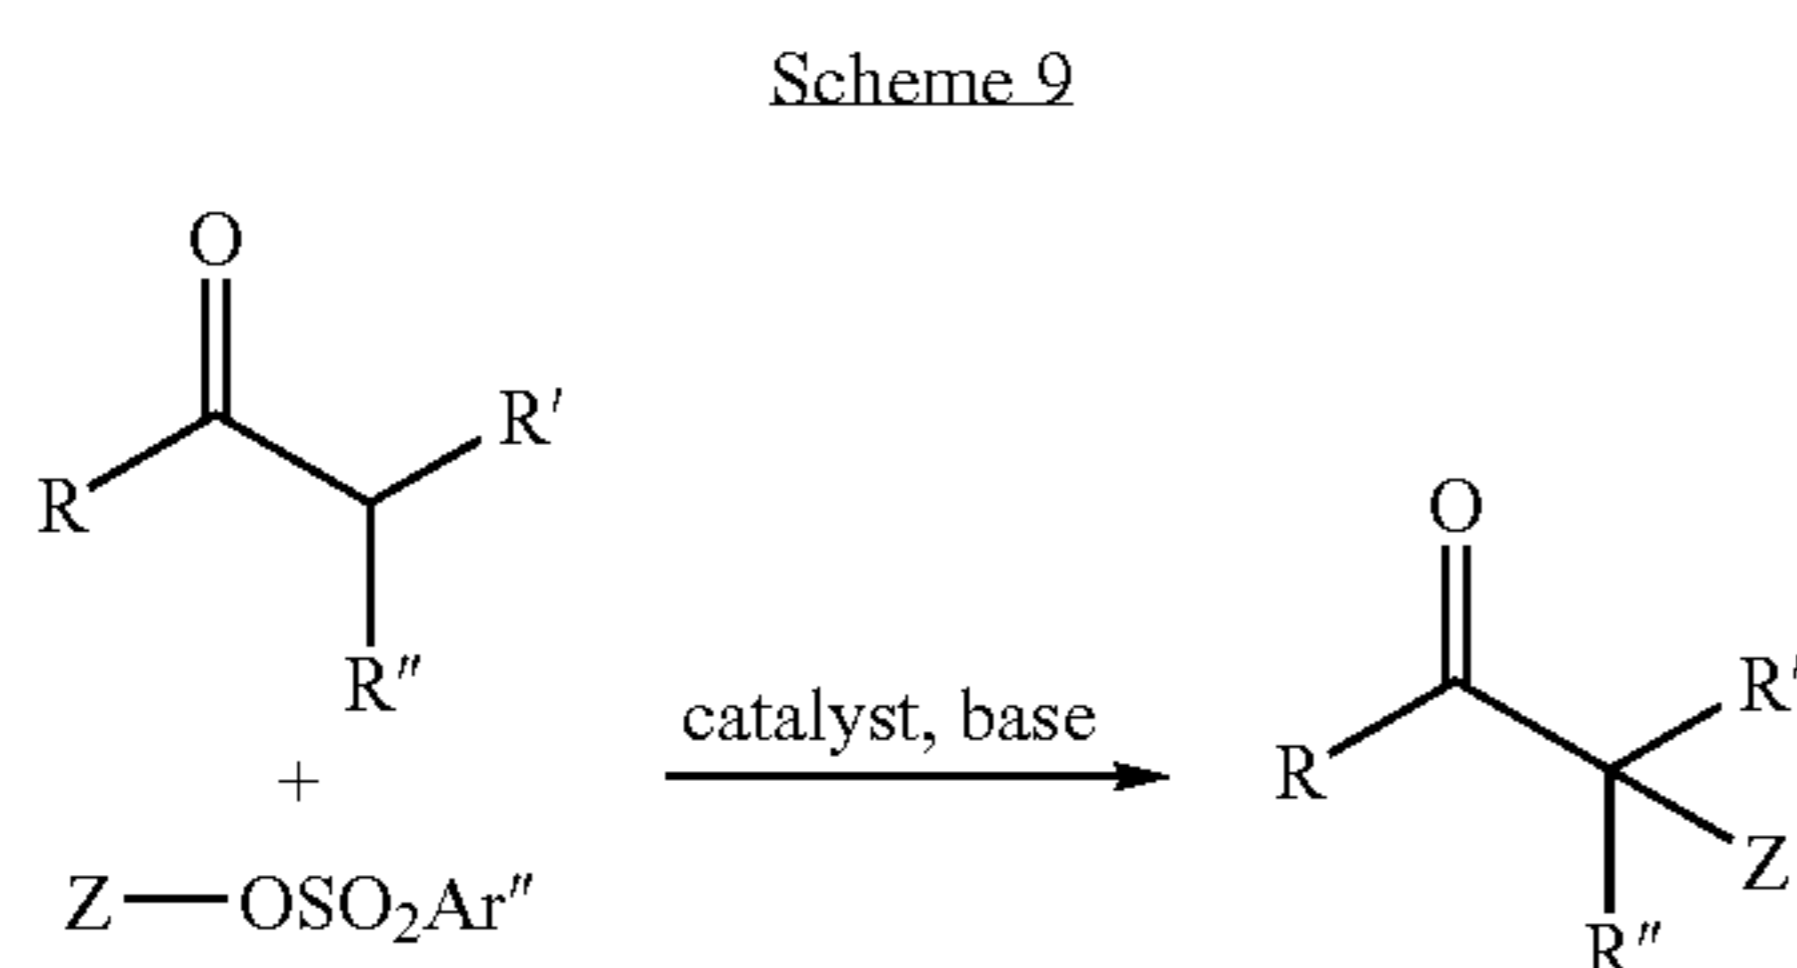 Scheme 9
O
R
R'
R"
+
Z—OSO₂Ar"
catalyst, base
O
R
R'
Z
R"